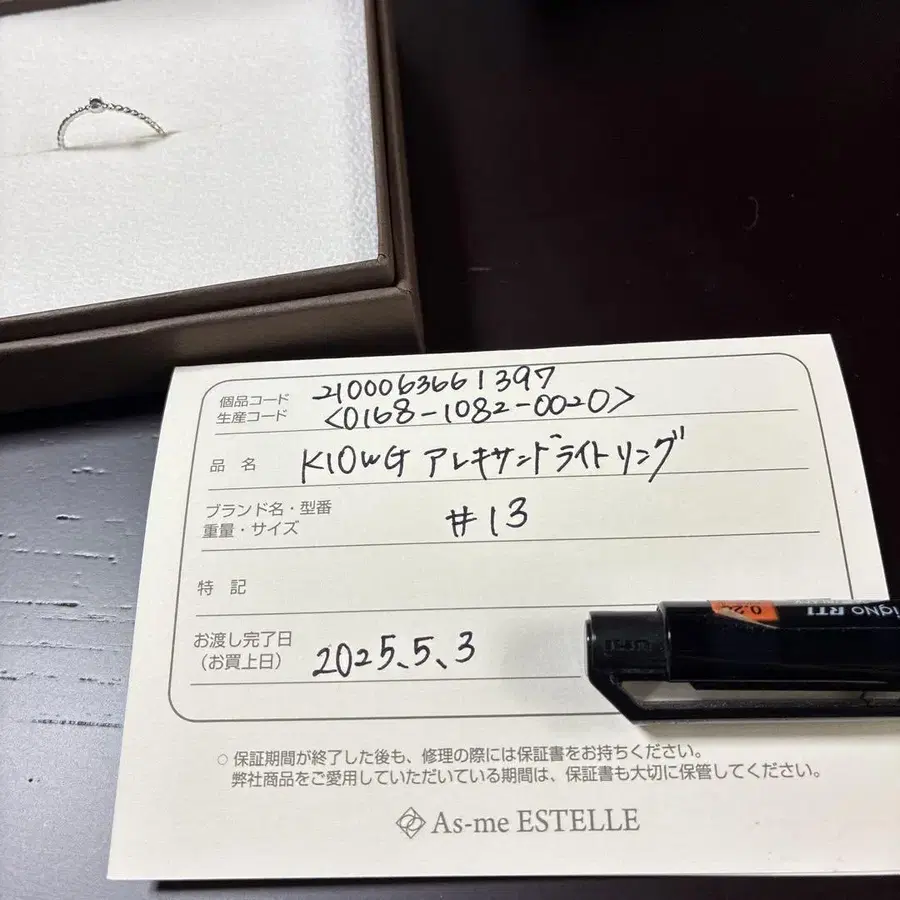 個品コード 2100063661397
生産コード <0168-1082-0020>
品名 K10WG アレキサンドライトリング
ブランド名・型番
重量・サイズ #13
特記
お渡し完了日
(お買上日) 2025.5.3
○ 保証期間が終了した後も、修理の際には保証書をお持ちください。
弊社商品をご愛用していただいている期間は、保証書も大切に保管してください。
As-me ESTELLE
RT1